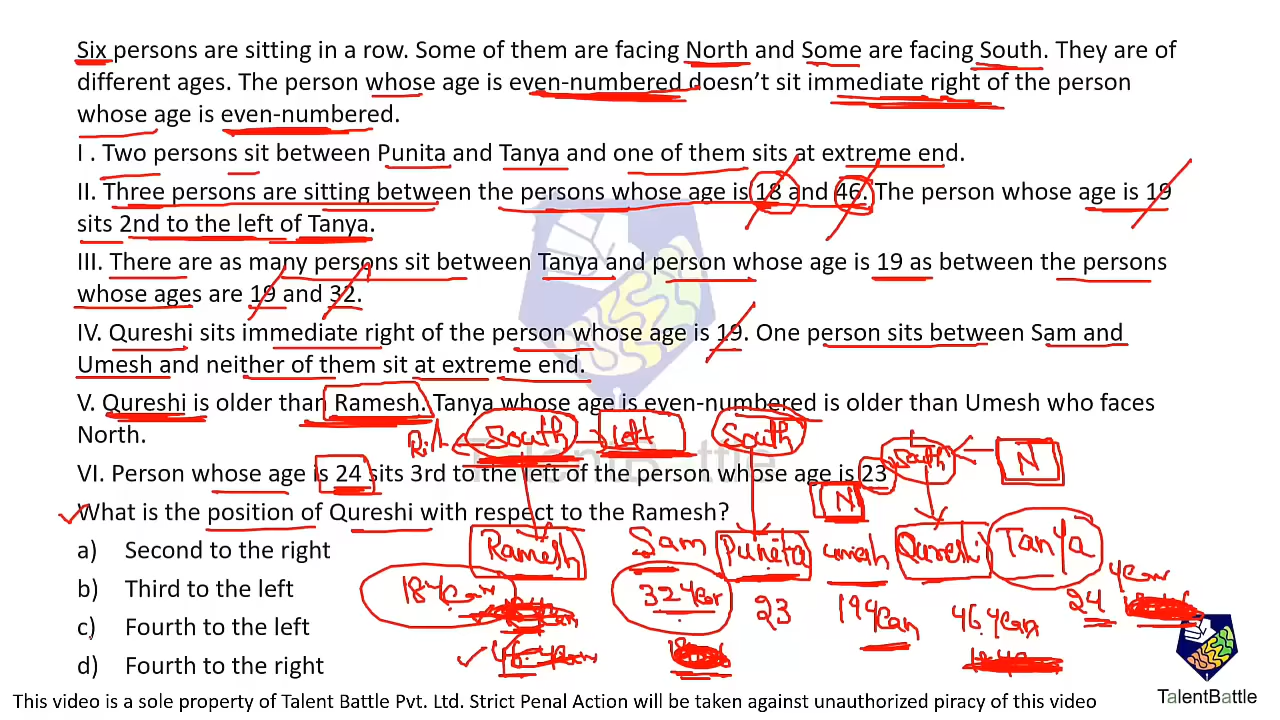 Six persons are sitting in a row. Some of them are facing North and Some are facing South. They are of
different ages. The person whose age is even-numbered doesn’t sit immediate right of the person
whose age is even-numbered.
I . Two persons sit between Punita and Tanya and one of them sits at extreme end.
II. Three persons are sitting between the persons whose age is 18 and 46. The person whose age is 19
sits 2nd to the left of Tanya.
III. There are as many persons sit between Tanya and person whose age is 19 as between the persons
whose ages are 19 and 32.
IV. Qureshi sits immediate right of the person whose age is 19. One person sits between Sam and
Umesh and neither of them sit at extreme end.
V. Qureshi is older than Ramesh. Tanya whose age is even-numbered is older than Umesh who faces
North.
South Left South
South N
VI. Person whose age is 24 sits 3rd to the left of the person whose age is 23
N
What is the position of Qureshi with respect to the Ramesh?
a) Second to the right
b) Third to the left
c) Fourth to the left
d) Fourth to the right
Ramesh Sam Punita umesh Qureshi Tanya
18 year 32 year 23 19 year 46 year 24 year
TalentBattle
TalentBattle
This video is a sole property of Talent Battle Pvt. Ltd. Strict Penal Action will be taken against unauthorized piracy of this video